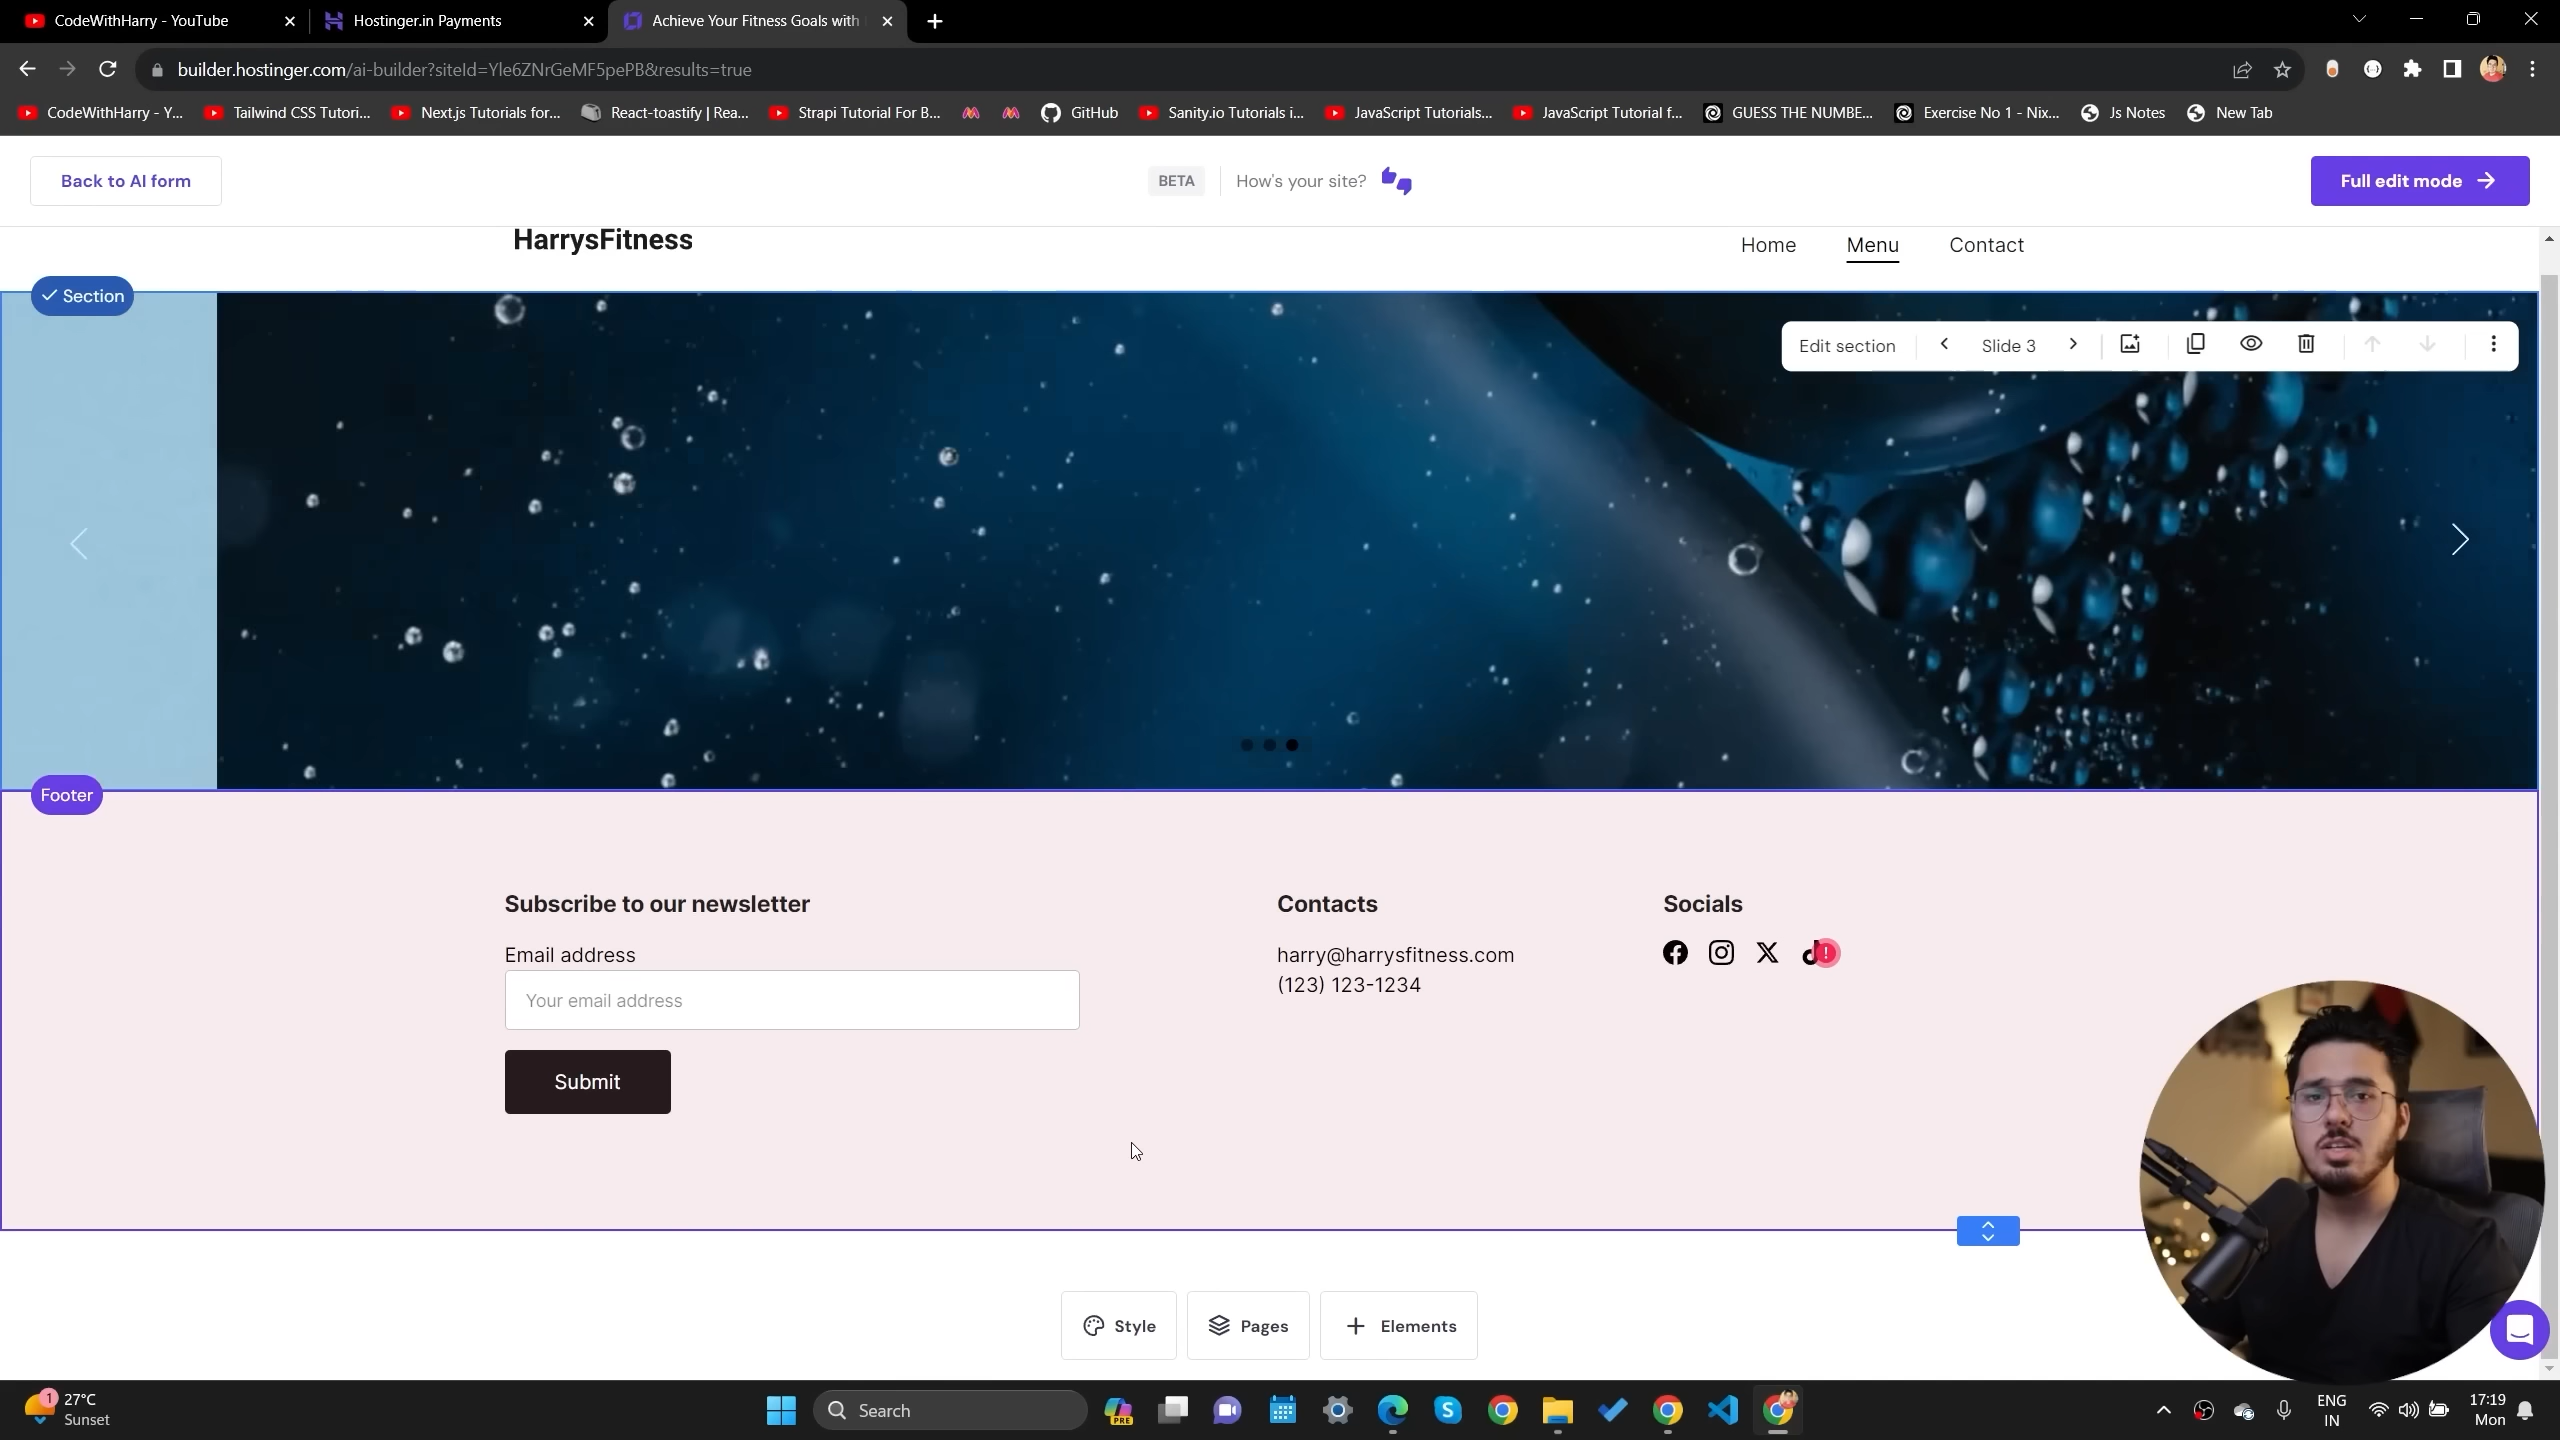 CodeWithHarry - YouTube
Hostinger.in Payments
Achieve Your Fitness Goals with
builder.hostinger.com/ai-builder?siteId=Yle6ZNrGeMF5pePB&results=true
CodeWithHarry - Y...
Tailwind CSS Tutori...
Next.js Tutorials for...
React-toastify | Rea...
Strapi Tutorial For B...
GitHub
Sanity.io Tutorials i...
JavaScript Tutorials...
JavaScript Tutorial f...
GUESS THE NUMBE...
Exercise No 1 - Nix...
Js Notes
New Tab
Back to AI form
BETA
How's your site?
Full edit mode
HarrysFitness
Home
Menu
Contact
Section
Edit section
Slide 3
Footer
Subscribe to our newsletter
Contacts
Socials
Email address
Your email address
Submit
harry@harrysfitness.com
(123) 123-1234
!
Style
Pages
Elements
1
27°C
Sunset
Search
PRE
ENG
IN
17:19
Mon